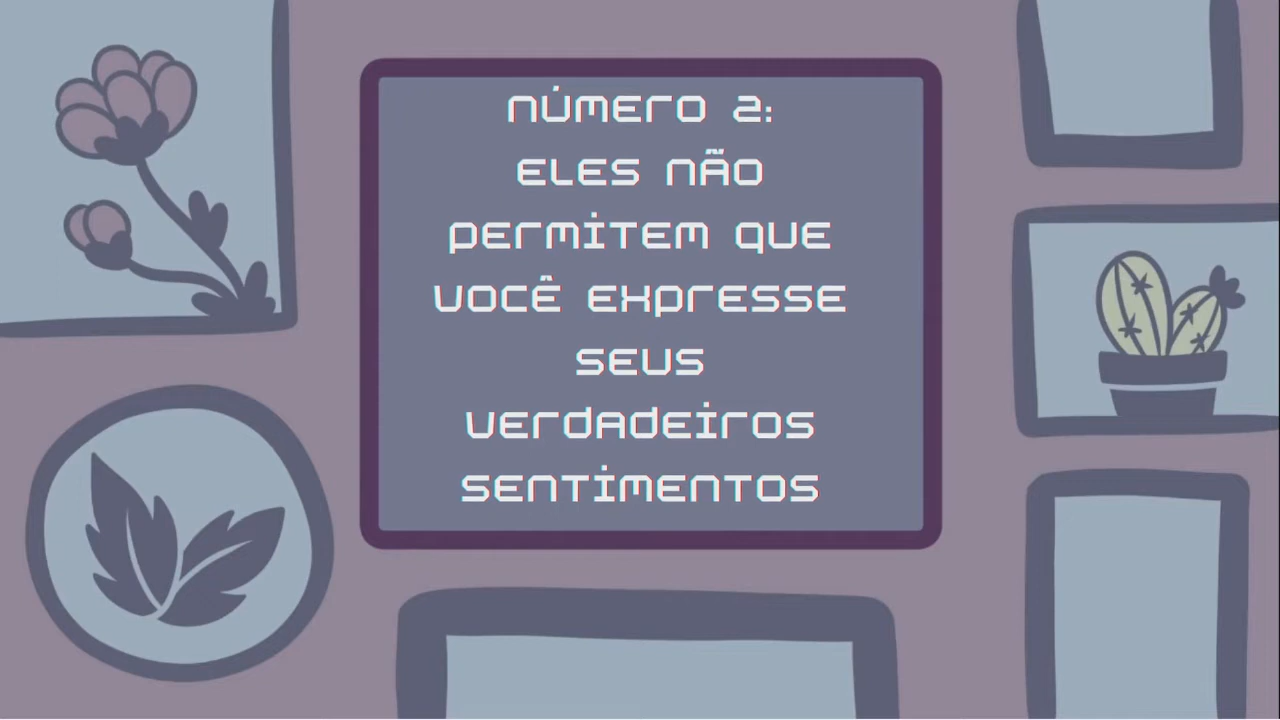 NÚMERO 2:
ELES NÃO
PERMITEM QUE
VOCÊ EXPRESSE
SEUS
VERDADEIROS
SENTIMENTOS